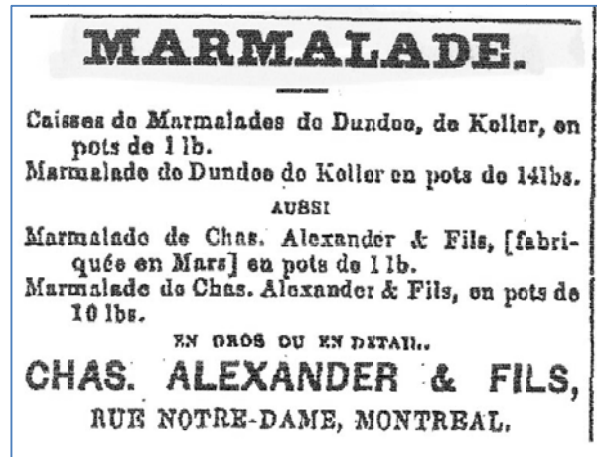 MARMALADE.
Caisses de Marmalades de Dundee, de Keller, en
pots de 1 lb.
Marmalade de Dundee de Keller en pots de 14lbs.
AUSSI
Marmalade de Chas. Alexander & Fils, [fabri-
quée en Mars] en pots de 1 lb.
Marmalade de Chas. Alexander & Fils, en pots de
10 lbs.
EN GROS OU EN DETAIL.
CHAS. ALEXANDER & FILS,
RUE NOTRE-DAME, MONTREAL.